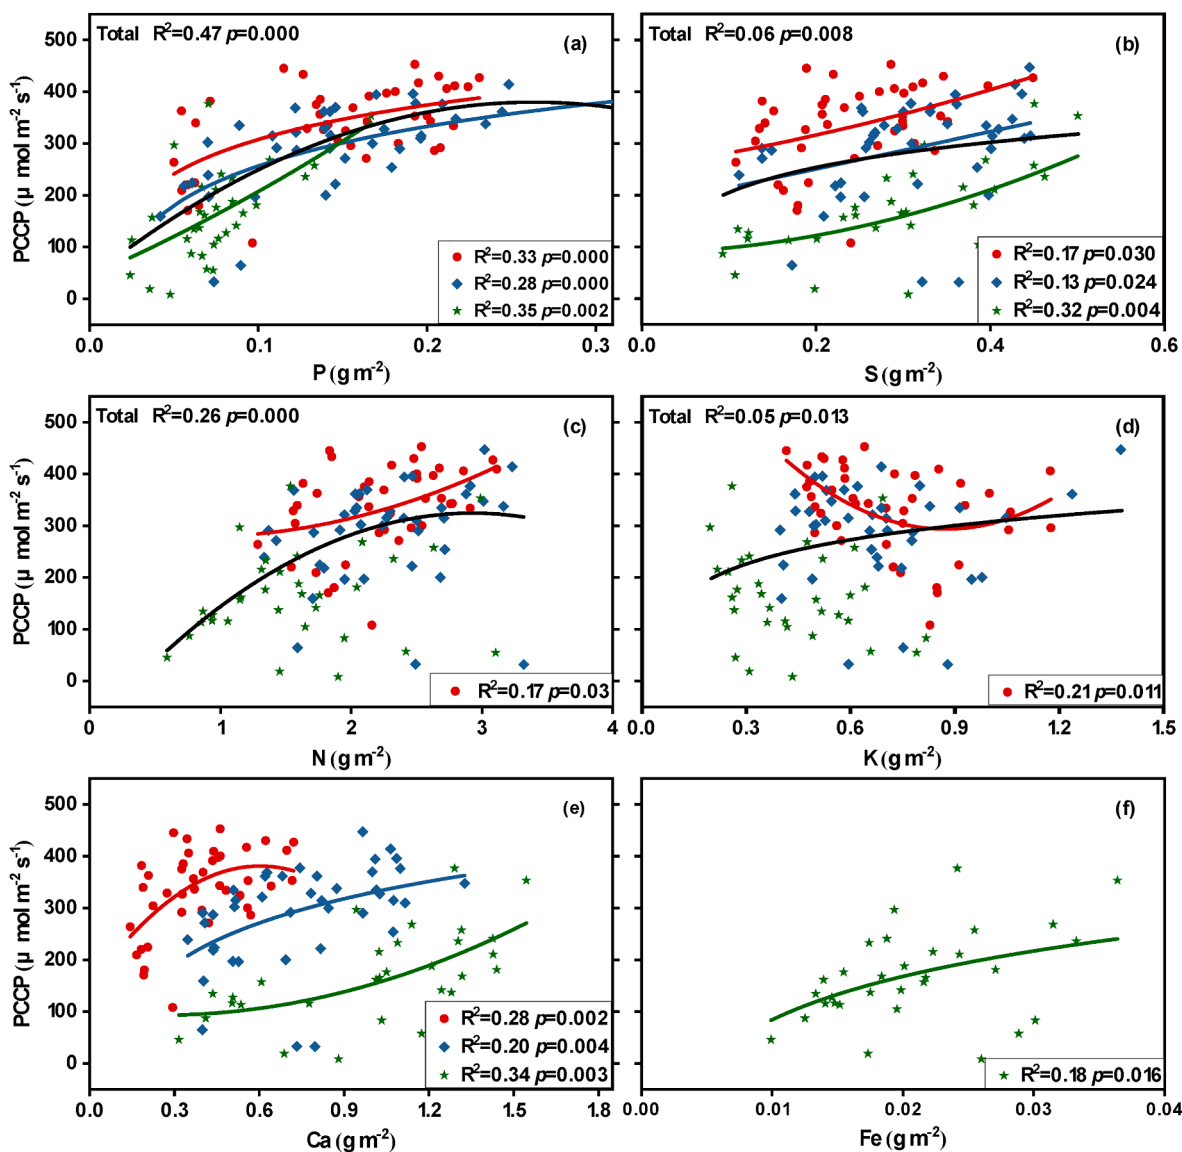 Total R²=0.47 p=0.000
(a)
500
400
300
200
100
0
PCCP (μ mol m⁻² s⁻¹)
R²=0.33 p=0.000
R²=0.28 p=0.000
R²=0.35 p=0.002
0.0 0.1 0.2 0.3
P (g m⁻²)
Total R²=0.06 p=0.008
(b)
R²=0.17 p=0.030
R²=0.13 p=0.024
R²=0.32 p=0.004
0.0 0.2 0.4 0.6
S (g m⁻²)
Total R²=0.26 p=0.000
(c)
500
400
300
200
100
0
PCCP (μ mol m⁻² s⁻¹)
R²=0.17 p=0.03
0 1 2 3 4
N (g m⁻²)
Total R²=0.05 p=0.013
(d)
R²=0.21 p=0.011
0.0 0.3 0.6 0.9 1.2 1.5
K (g m⁻²)
(e)
500
400
300
200
100
0
PCCP (μ mol m⁻² s⁻¹)
R²=0.28 p=0.002
R²=0.20 p=0.004
R²=0.34 p=0.003
0.0 0.3 0.6 0.9 1.2 1.5 1.8
Ca (g m⁻²)
(f)
R²=0.18 p=0.016
0.00 0.01 0.02 0.03 0.04
Fe (g m⁻²)